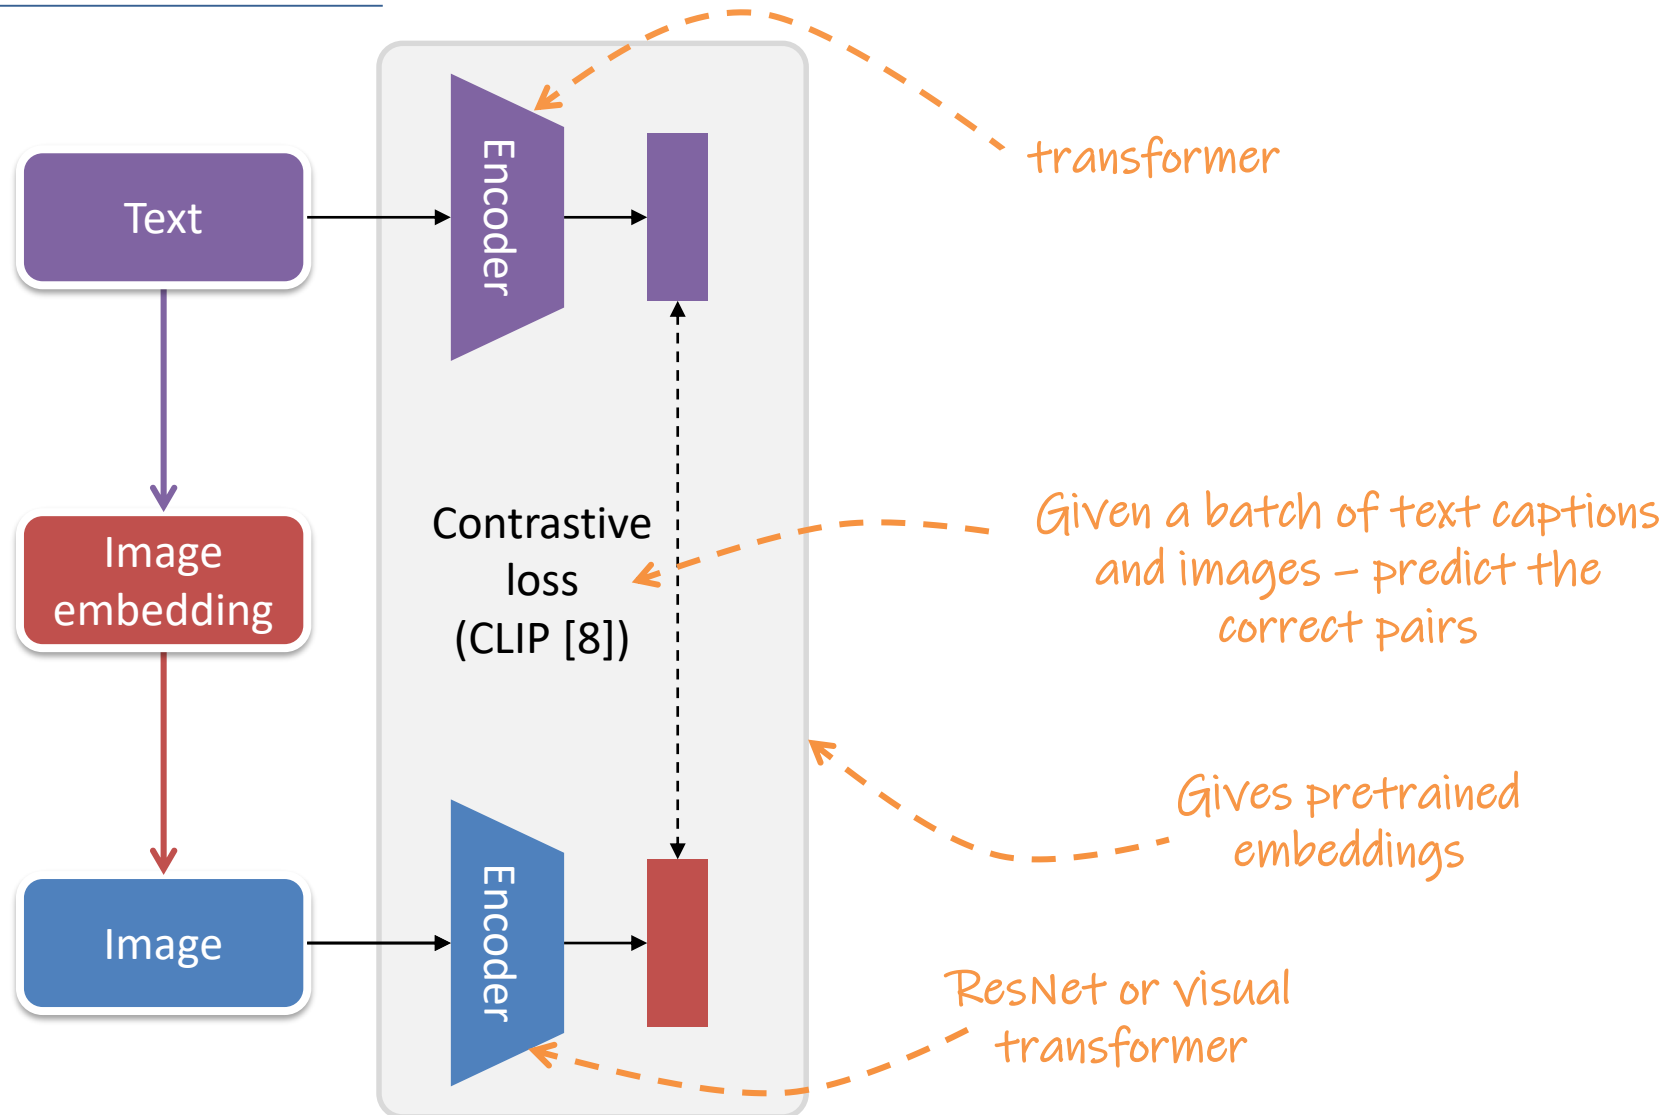 transformer
Text
Encoder
Given a batch of text captions
and images – predict the
correct pairs
Contrastive
loss
(CLIP [8])
Image
embedding
Gives pretrained
embeddings
Image
Encoder
ResNet or visual
transformer